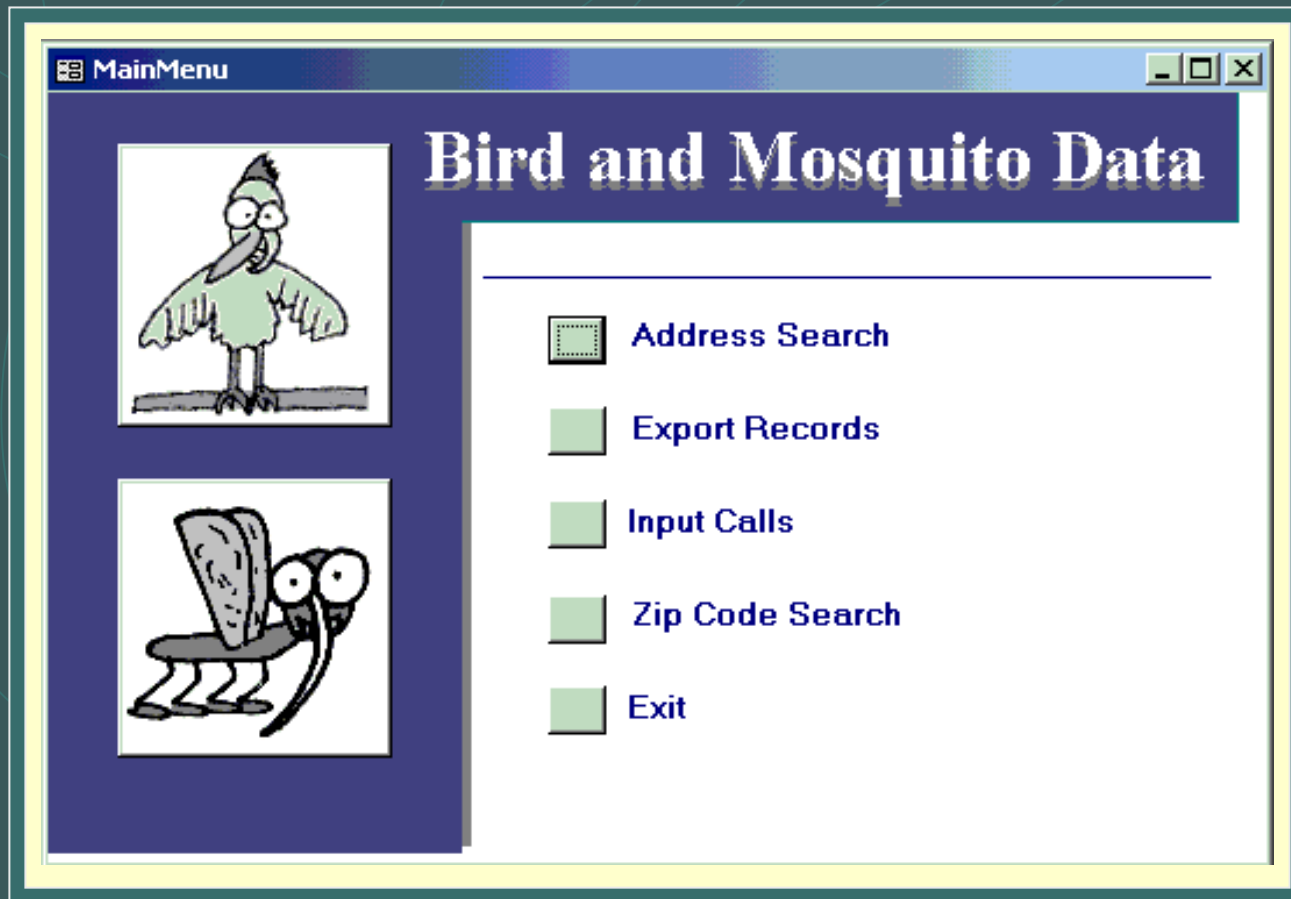 MainMenu
Bird and Mosquito Data
Address Search
Export Records
Input Calls
Zip Code Search
Exit